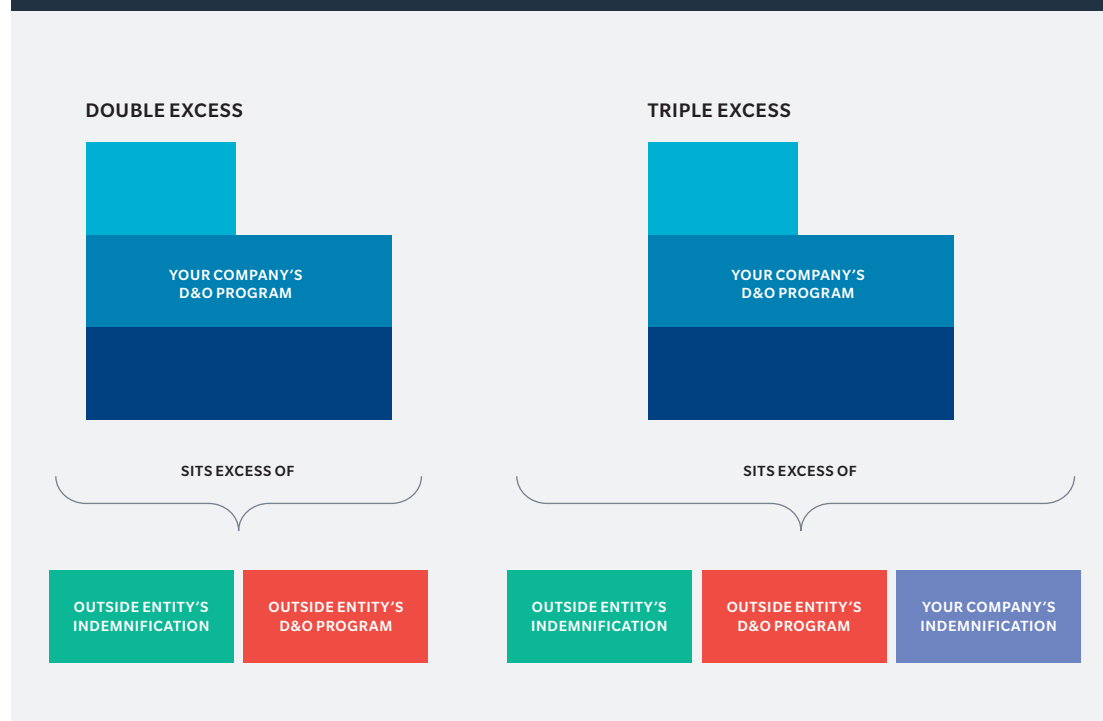 DOUBLE EXCESS
YOUR COMPANY’S
D&O PROGRAM
SITS EXCESS OF
OUTSIDE ENTITY’S
INDEMNIFICATION
OUTSIDE ENTITY’S
D&O PROGRAM
TRIPLE EXCESS
YOUR COMPANY’S
D&O PROGRAM
SITS EXCESS OF
OUTSIDE ENTITY’S
INDEMNIFICATION
OUTSIDE ENTITY’S
D&O PROGRAM
YOUR COMPANY’S
INDEMNIFICATION